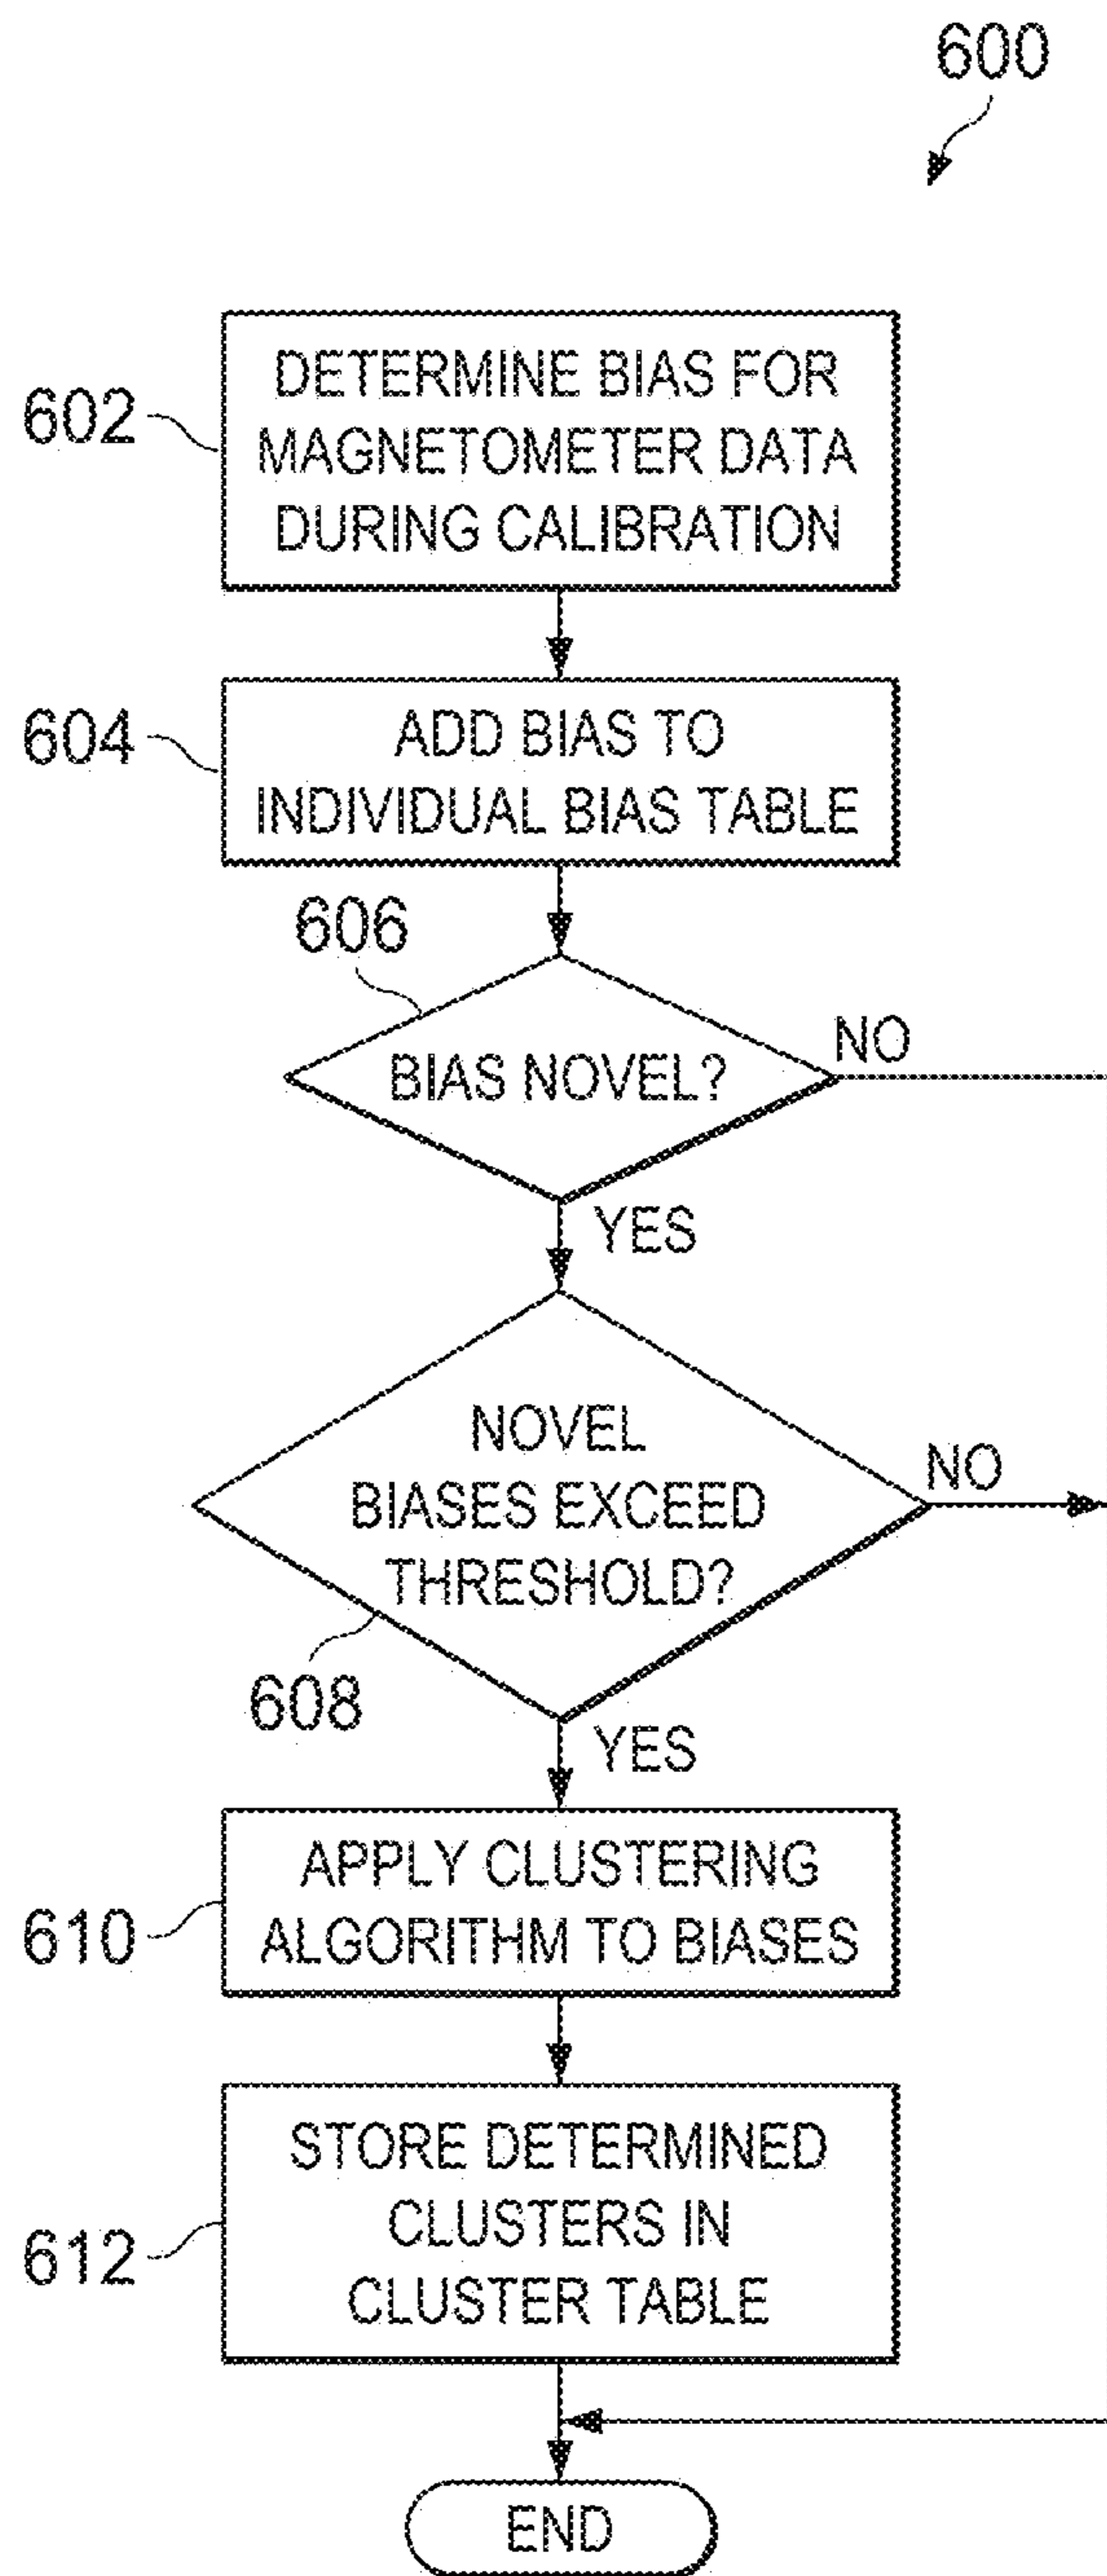 600
602
DETERMINE BIAS FOR
MAGNETOMETER DATA
DURING CALIBRATION
604
ADD BIAS TO
INDIVIDUAL BIAS TABLE
606
BIAS NOVEL?
NO
YES
NOVEL
BIASES EXCEED
THRESHOLD?
NO
608
YES
610
APPLY CLUSTERING
ALGORITHM TO BIASES
612
STORE DETERMINED
CLUSTERS IN
CLUSTER TABLE
END